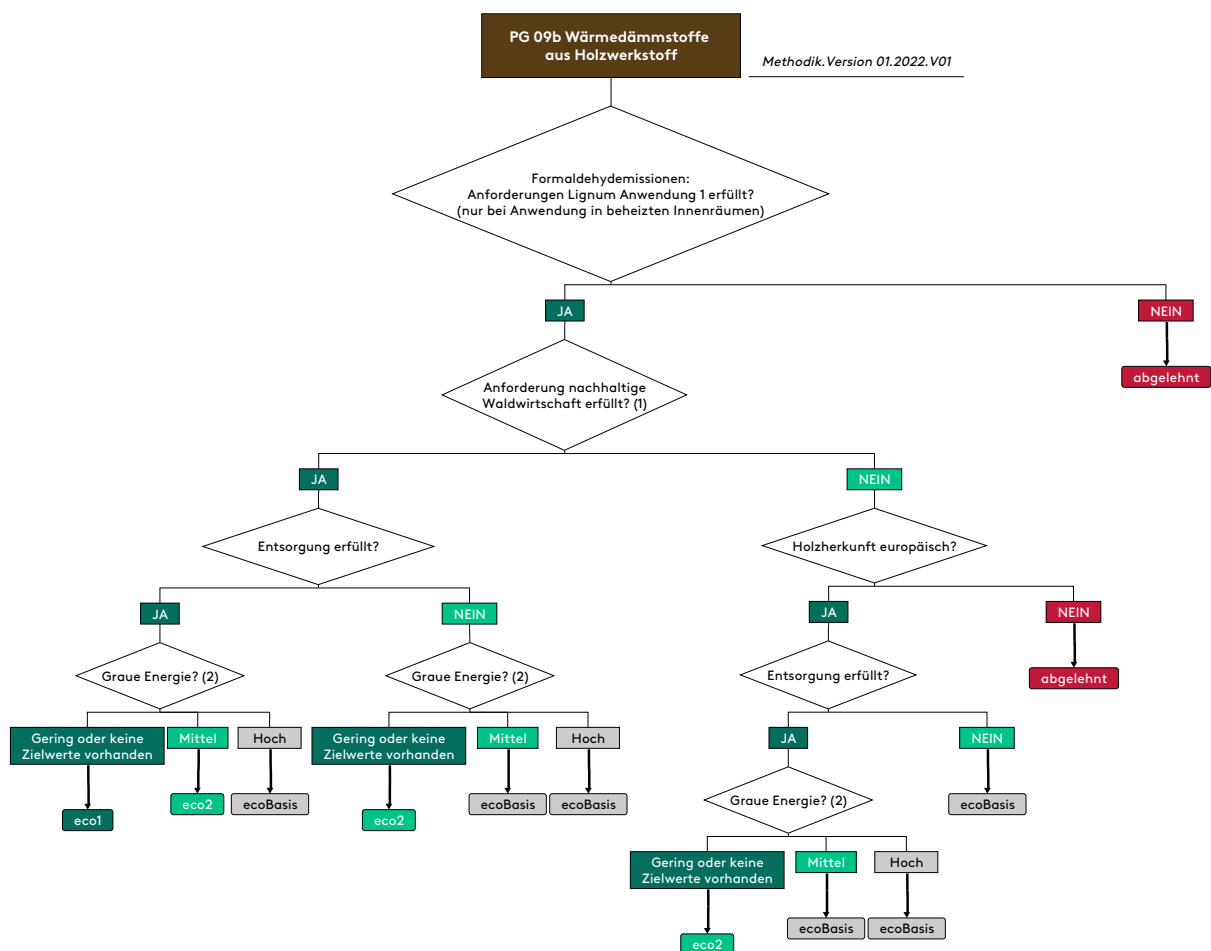 PG 09b Wärmedämmstoffe
aus Holzwerkstoff
Methodik.Version 01.2022.V01
Formaldehydemissionen:
Anforderungen Lignum Anwendung 1 erfüllt?
(nur bei Anwendung in beheizten Innenräumen)
JA
NEIN
abgelehnt
Anforderung nachhaltige
Waldwirtschaft erfüllt? (1)
JA
NEIN
Entsorgung erfüllt?
Holzherkunft europäisch?
JA
NEIN
JA
NEIN
Graue Energie? (2)
Graue Energie? (2)
Entsorgung erfüllt?
abgelehnt
Gering oder keine
Zielwerte vorhanden
Mittel
Hoch
Gering oder keine
Zielwerte vorhanden
Mittel
Hoch
JA
NEIN
eco1
eco2
ecoBasis
eco2
ecoBasis
ecoBasis
Graue Energie? (2)
ecoBasis
Gering oder keine
Zielwerte vorhanden
Mittel
Hoch
eco2
ecoBasis
ecoBasis